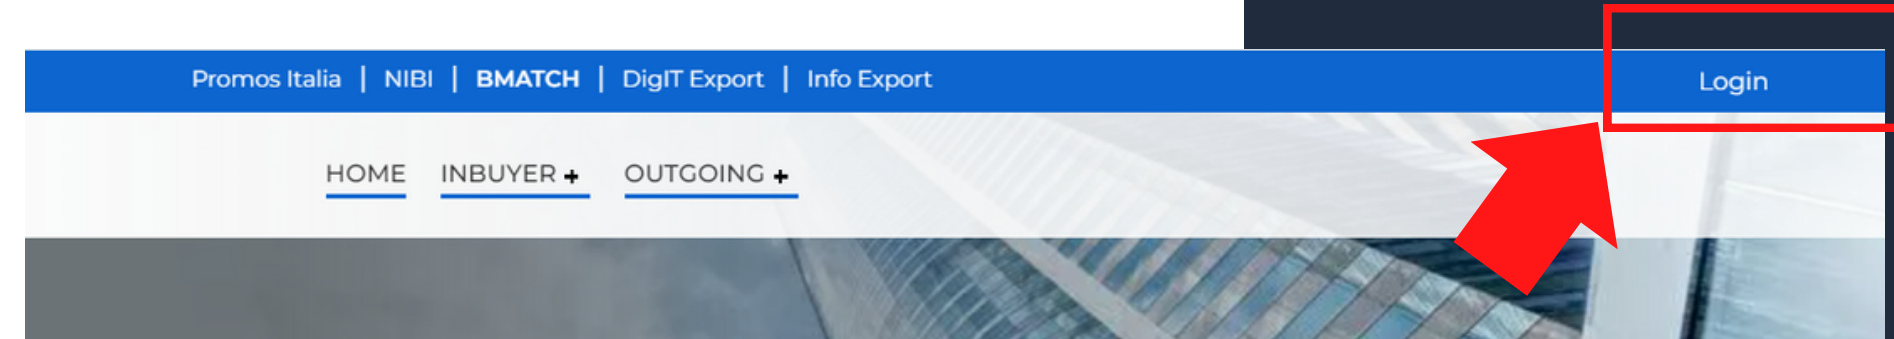 Promos Italia | NIBI | BMATCH | DigIT Export | Info Export
Login
HOME INBUYER + OUTGOING +